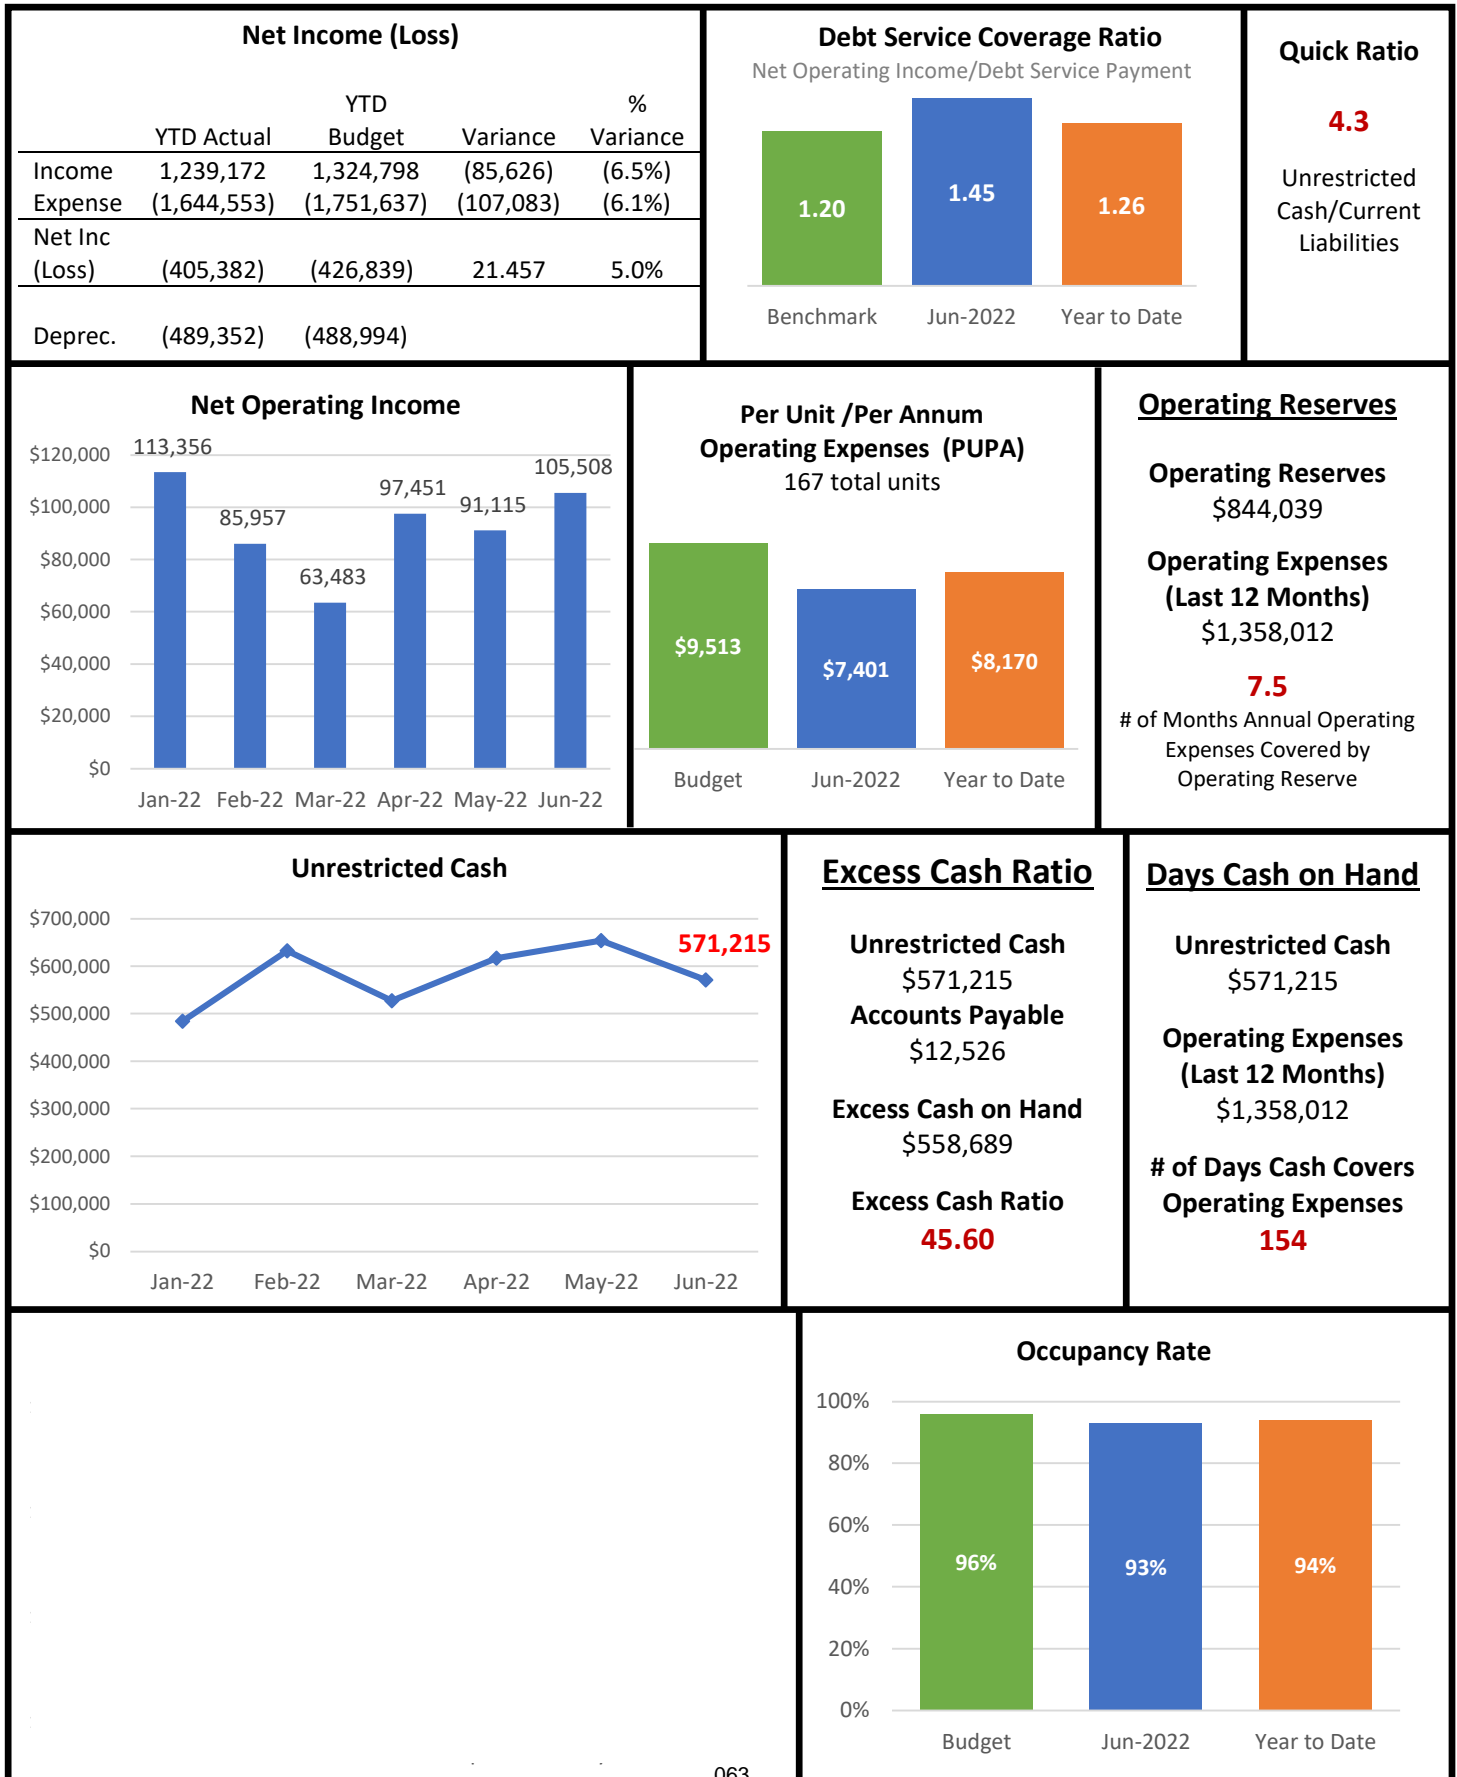 Net Income (Loss)
YTD %
YTD Actual Budget Variance Variance
Income 1,239,172 1,324,798 (85,626) (6.5%)
Expense (1,644,553) (1,751,637) (107,083) (6.1%)
Net Inc
(Loss) (405,382) (426,839) 21.457 5.0%
Deprec. (489,352) (488,994)
Debt Service Coverage Ratio
Net Operating Income/Debt Service Payment
1.20 1.45 1.26
Benchmark Jun-2022 Year to Date
Quick Ratio
4.3
Unrestricted
Cash/Current
Liabilities
Net Operating Income
$120,000
$100,000
$80,000
$60,000
$40,000
$20,000
$0
113,356
85,957
63,483
97,451
91,115
105,508
Jan-22 Feb-22 Mar-22 Apr-22 May-22 Jun-22
Per Unit /Per Annum
Operating Expenses (PUPA)
167 total units
$9,513 $7,401 $8,170
Budget Jun-2022 Year to Date
Operating Reserves
Operating Reserves
$844,039
Operating Expenses
(Last 12 Months)
$1,358,012
7.5
# of Months Annual Operating
Expenses Covered by
Operating Reserve
Unrestricted Cash
$700,000
$600,000
$500,000
$400,000
$300,000
$200,000
$100,000
$0
571,215
Jan-22 Feb-22 Mar-22 Apr-22 May-22 Jun-22
Excess Cash Ratio
Unrestricted Cash
$571,215
Accounts Payable
$12,526
Excess Cash on Hand
$558,689
Excess Cash Ratio
45.60
Days Cash on Hand
Unrestricted Cash
$571,215
Operating Expenses
(Last 12 Months)
$1,358,012
# of Days Cash Covers
Operating Expenses
154
Occupancy Rate
100%
80%
60%
40%
20%
0%
96% 93% 94%
Budget Jun-2022 Year to Date
063